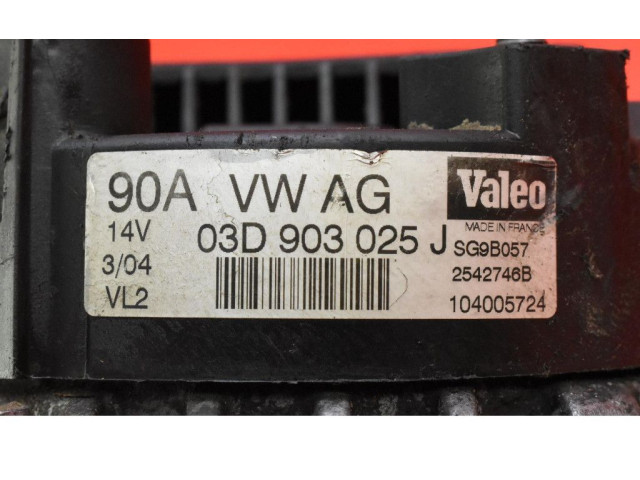 90A VW AG
Valeo
MADE IN FRANCE
14V
03D 903 025 J
SG9B057
3/04
2542746B
VL2
104005724